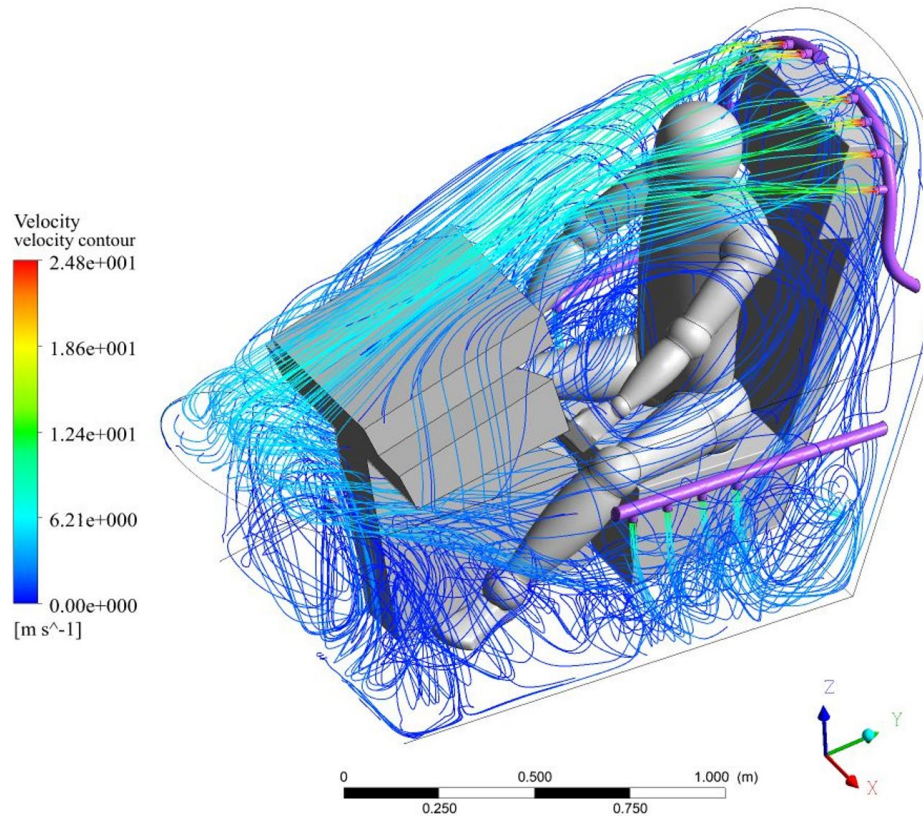 Velocity
velocity contour
2.48e+001
1.86e+001
1.24e+001
6.21e+000
0.00e+000
[m s^-1]
Z
Y
X
0 0.500 1.000 (m)
0.250 0.750